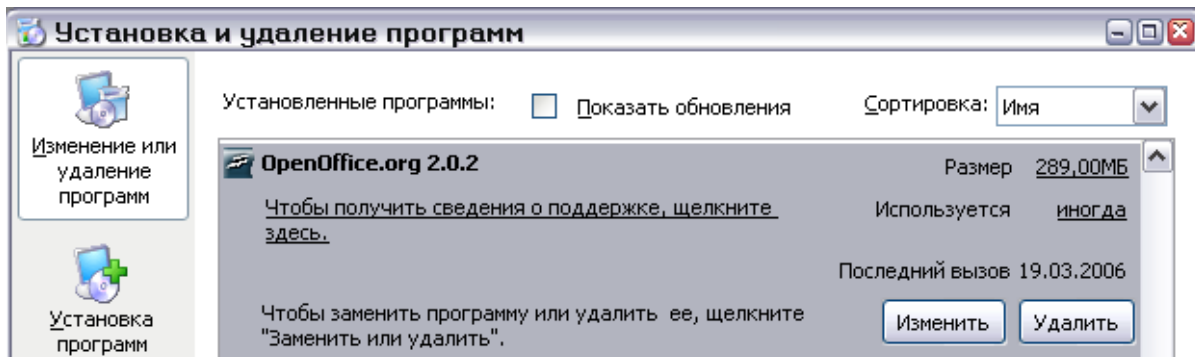 Установка и удаление программ
Изменение или
удаление
программ
Установка
программ
Установленные программы: Показать обновления Сортировка: Имя
OpenOffice.org 2.0.2 Размер 289,00МБ
Чтобы получить сведения о поддержке, щелкните Используется иногда
здесь.
Последний вызов 19.03.2006
Чтобы заменить программу или удалить ее, щелкните Изменить Удалить
"Заменить или удалить".